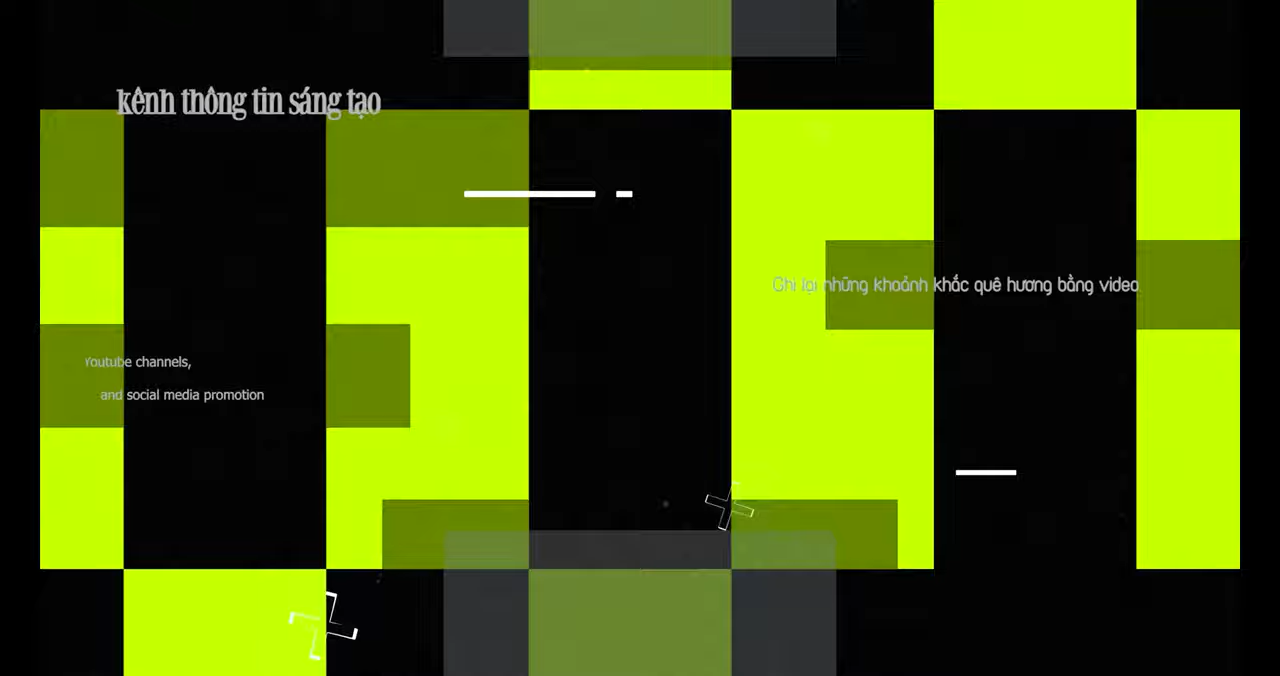 kênh thông tin sáng tạo
Ghi lại những khoảnh khắc quê hương bằng video
Youtube channels,
and social media promotion